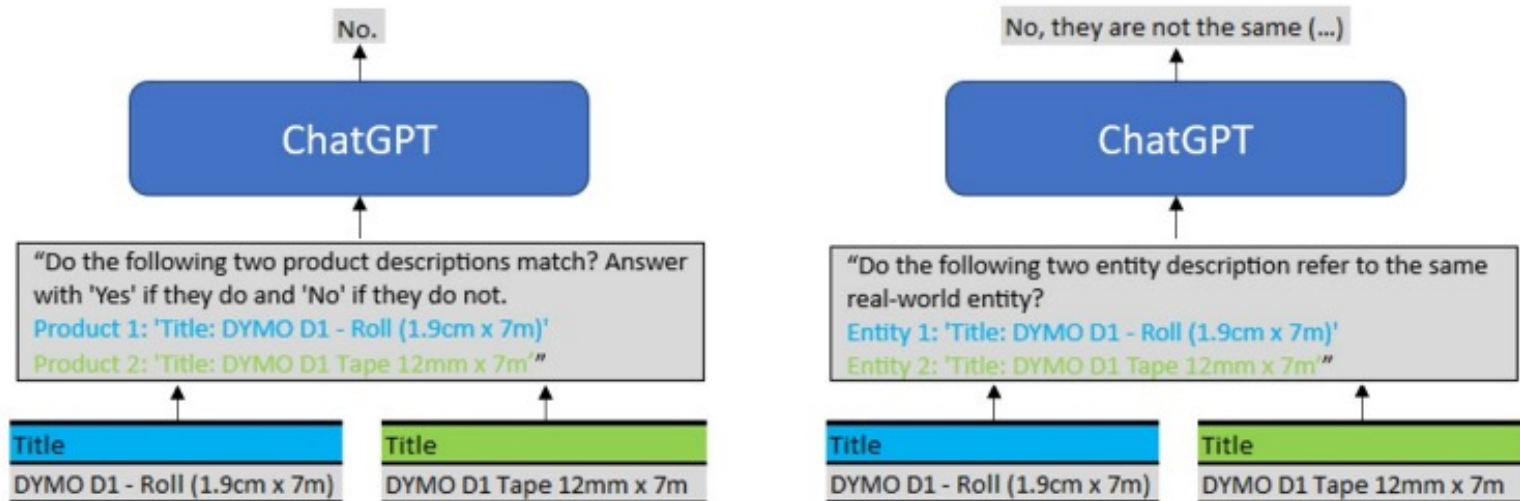 No.
ChatGPT
“Do the following two product descriptions match? Answer
with 'Yes' if they do and 'No' if they do not.
Product 1: 'Title: DYMO D1 - Roll (1.9cm x 7m)'
Product 2: 'Title: DYMO D1 Tape 12mm x 7m'”
Title
Title
DYMO D1 - Roll (1.9cm x 7m)
DYMO D1 Tape 12mm x 7m
No, they are not the same (...)
ChatGPT
“Do the following two entity description refer to the same
real-world entity?
Entity 1: 'Title: DYMO D1 - Roll (1.9cm x 7m)'
Entity 2: 'Title: DYMO D1 Tape 12mm x 7m'”
Title
Title
DYMO D1 - Roll (1.9cm x 7m)
DYMO D1 Tape 12mm x 7m